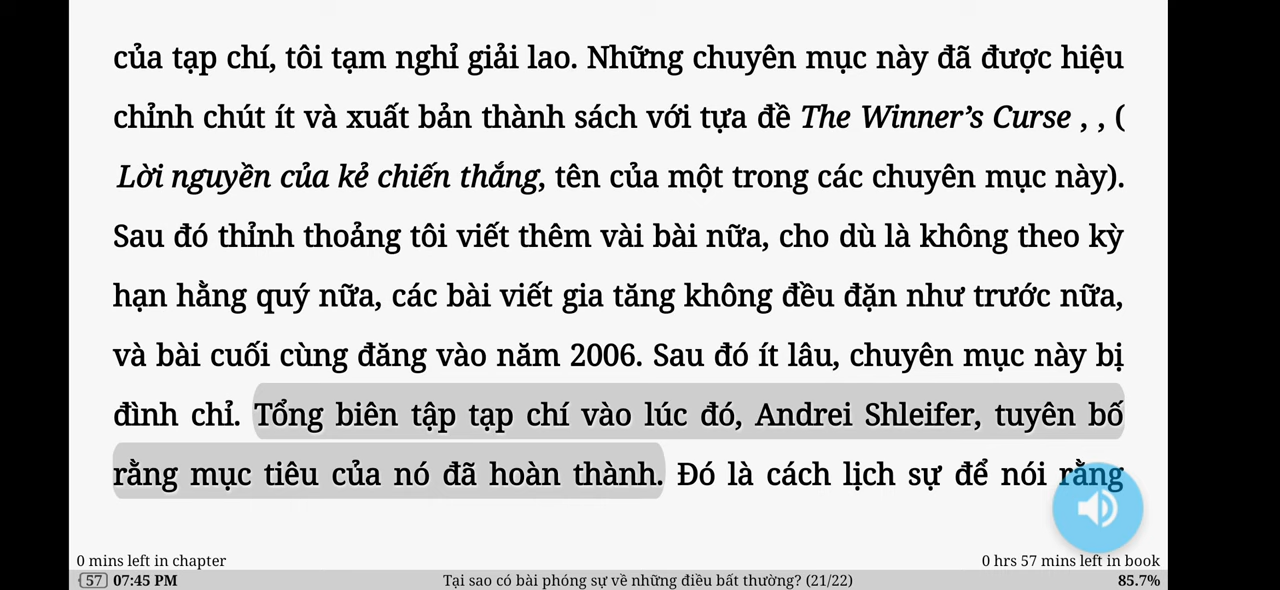 của tạp chí, tôi tạm nghỉ giải lao. Những chuyên mục này đã được hiệu
chỉnh chút ít và xuất bản thành sách với tựa đề The Winner’s Curse , , (
Lời nguyền của kẻ chiến thắng, tên của một trong các chuyên mục này).
Sau đó thỉnh thoảng tôi viết thêm vài bài nữa, cho dù là không theo kỳ
hạn hằng quý nữa, các bài viết gia tăng không đều đặn như trước nữa,
và bài cuối cùng đăng vào năm 2006. Sau đó ít lâu, chuyên mục này bị
đình chỉ. Tổng biên tập tạp chí vào lúc đó, Andrei Shleifer, tuyên bố
rằng mục tiêu của nó đã hoàn thành. Đó là cách lịch sự để nói rằng
0 mins left in chapter 0 hrs 57 mins left in book
57 07:45 PM Tại sao có bài phóng sự về những điều bất thường? (21/22) 85.7%